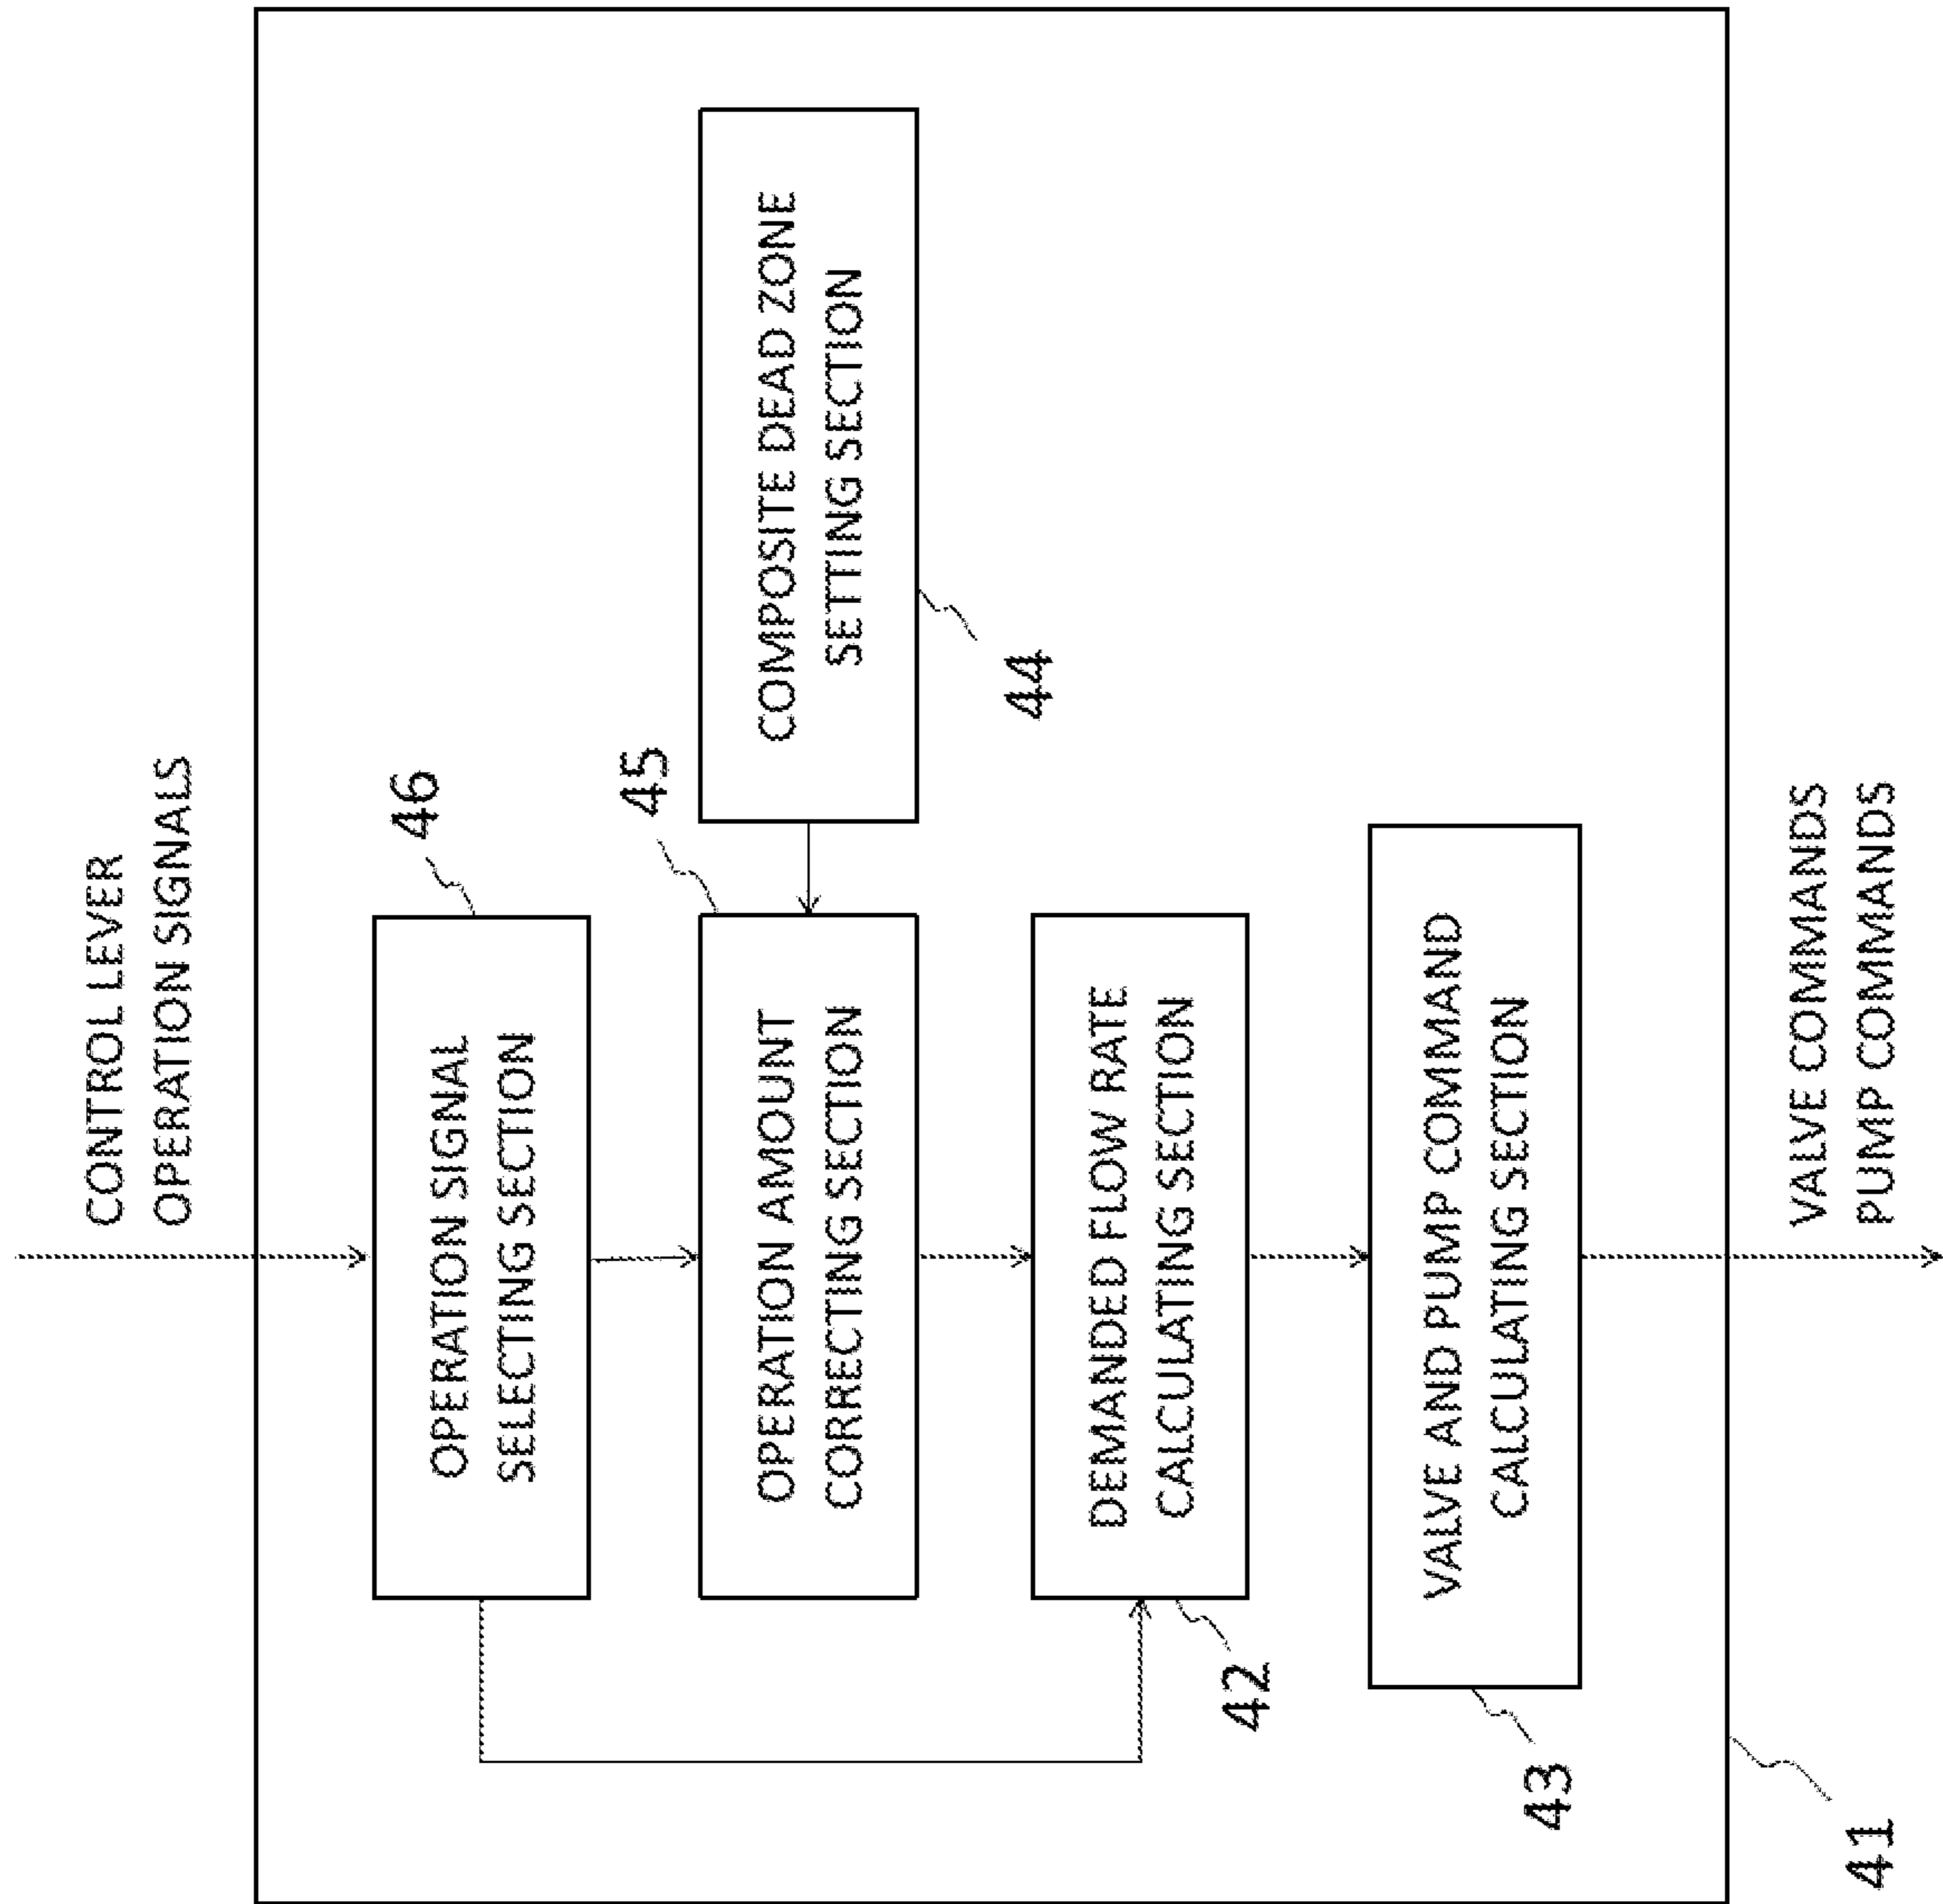 CONTROL LEVER
OPERATION SIGNALS
46
OPERATION SIGNAL
SELECTING SECTION
45
OPERATION AMOUNT
CORRECTING SECTION
COMPOSITE DEAD ZONE
SETTING SECTION
44
DEMANDED FLOW RATE
CALCULATING SECTION
42
VALVE AND PUMP COMMAND
CALCULATING SECTION
43
41
VALVE COMMANDS
PUMP COMMANDS